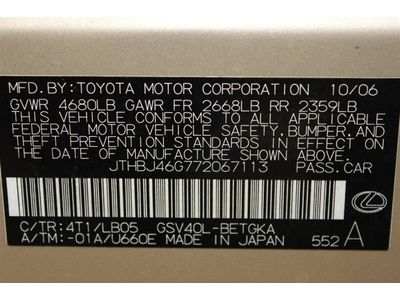 MFD.BY:TOYOTA MOTOR CORPORATION 10/06
GVWR 4680LB GAWR FR 2668LB RR 2359LB
THIS VEHICLE CONFORMS TO ALL APPLICABLE
FEDERAL MOTOR VEHICLE SAFETY,BUMPER,AND
THEFT PREVENTION STANDARDS IN EFFECT ON
THE DATE OF MANUFACTURE SHOWN ABOVE.
JTHBJ46G772067113 PASS.CAR
C/TR:4T1/LB05 GSV40L-BETGKA
A/TM:-01A/U660E MADE IN JAPAN 552 A